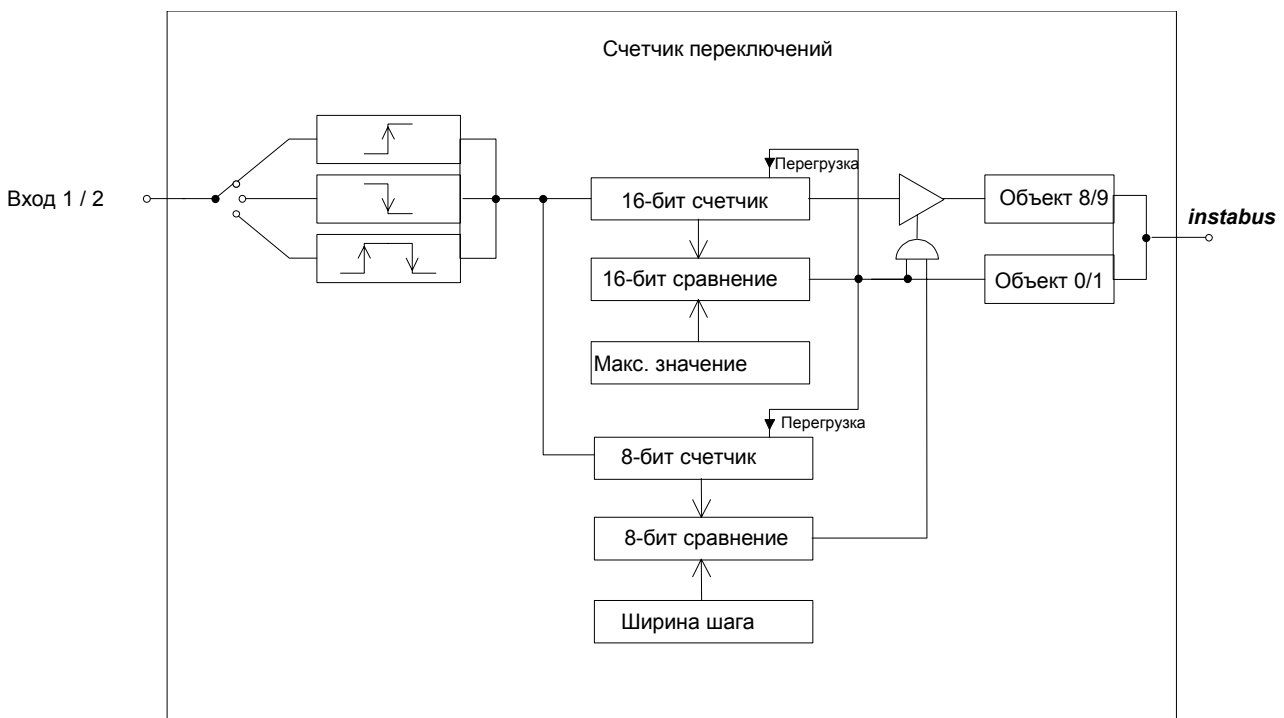 Счетчик переключений
Перегрузка
Вход 1 / 2
16-бит счетчик
Объект 8/9
instabus
16-бит сравнение
Объект 0/1
Макс. значение
Перегрузка
8-бит счетчик
8-бит сравнение
Ширина шага